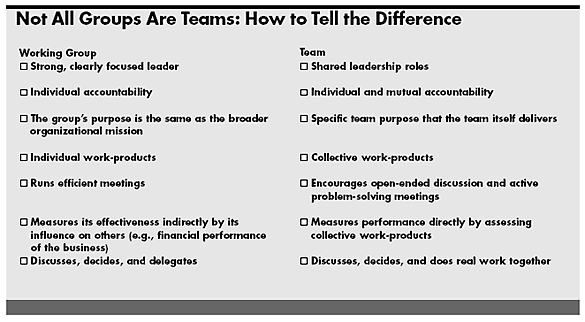 Not All Groups Are Teams: How to Tell the Difference
Working Group
☐ Strong, clearly focused leader
☐ Individual accountability
☐ The group's purpose is the same as the broader
organizational mission
☐ Individual work-products
☐ Runs efficient meetings
☐ Measures its effectiveness indirectly by its
influence on others (e.g., financial performance
of the business)
☐ Discusses, decides, and delegates
Team
☐ Shared leadership roles
☐ Individual and mutual accountability
☐ Specific team purpose that the team itself delivers
☐ Collective work-products
☐ Encourages open-ended discussion and active
problem-solving meetings
☐ Measures performance directly by assessing
collective work-products
☐ Discusses, decides, and does real work together